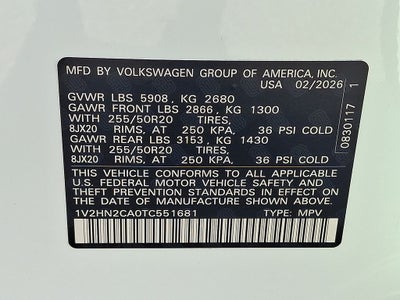 MFD BY VOLKSWAGEN GROUP OF AMERICA, INC.
USA 02/2026
GVWR LBS 5908, KG 2680
GAWR FRONT LBS 2866, KG 1300
WITH 255/50R20 TIRES,
8JX20 RIMS, AT 250 KPA, 36 PSI COLD
GAWR REAR LBS 3153, KG 1430
WITH 255/50R20 TIRES,
8JX20 RIMS, AT 250 KPA, 36 PSI COLD
THIS VEHICLE CONFORMS TO ALL APPLICABLE
U.S. FEDERAL MOTOR VEHICLE SAFETY AND
THEFT PREVENTION STANDARDS IN EFFECT ON
THE DATE OF MANUFACTURE SHOWN ABOVE.
1V2HN2CA0TC551681 TYPE: MPV
0830117 1